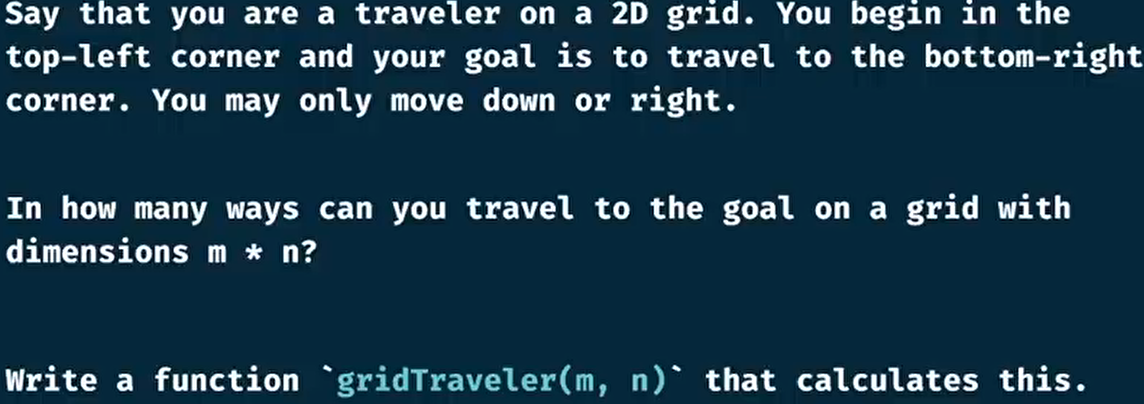 Say that you are a traveler on a 2D grid. You begin in the
top-left corner and your goal is to travel to the bottom-right
corner. You may only move down or right.
In how many ways can you travel to the goal on a grid with
dimensions m * n?
Write a function `gridTraveler(m, n)` that calculates this.